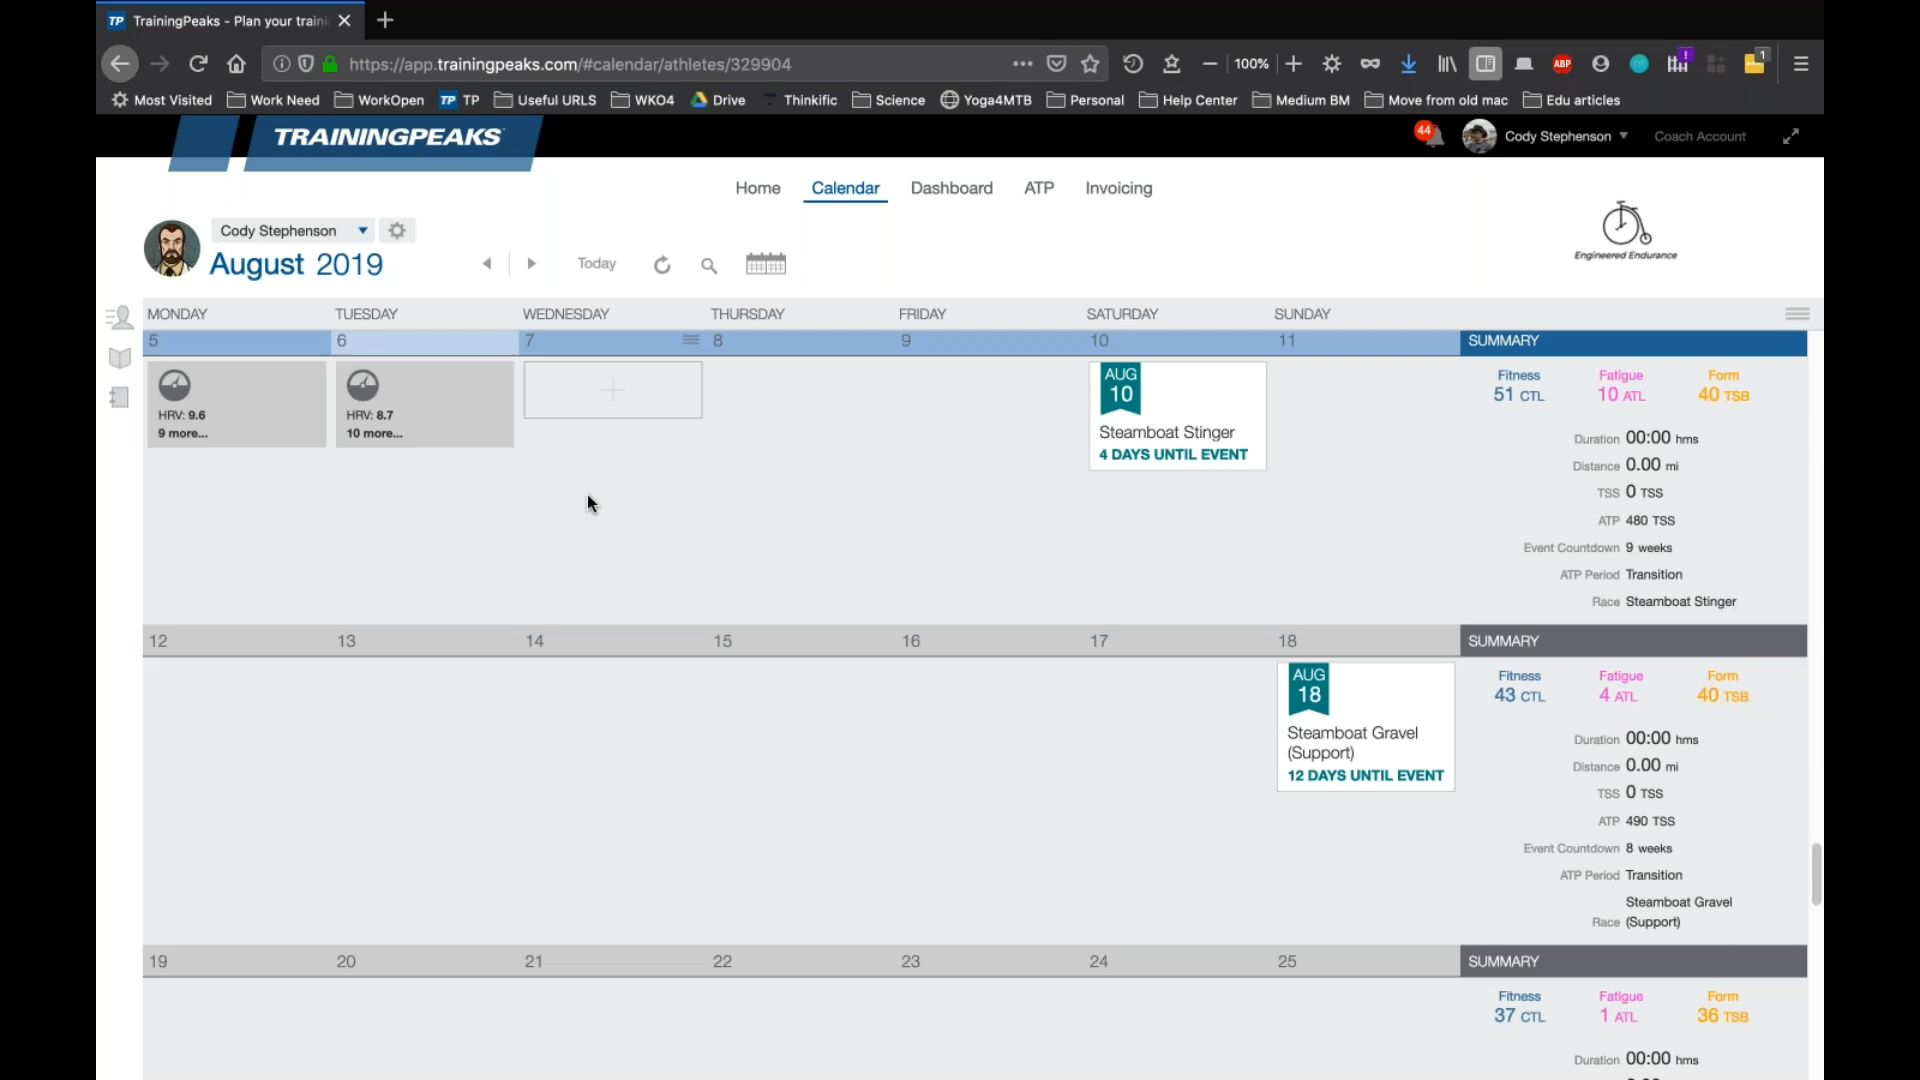 TP TrainingPeaks - Plan your traini
https://app.trainingpeaks.com/#calendar/athletes/329904
100%
ABP
!
1
Most Visited Work Need WorkOpen TP TP Useful URLS WKO4 Drive Thinkific Science Yoga4MTB Personal Help Center Medium BM Move from old mac Edu articles
TRAININGPEAKS
44 Cody Stephenson Coach Account
Home Calendar Dashboard ATP Invoicing
Cody Stephenson
August 2019
Today
Engineered Endurance
MONDAY TUESDAY WEDNESDAY THURSDAY FRIDAY SATURDAY SUNDAY
5 6 7 8 9 10 11 SUMMARY
HRV: 9.6
9 more...
HRV: 8.7
10 more...
AUG
10
Steamboat Stinger
4 DAYS UNTIL EVENT
Fitness Fatigue Form
51 CTL 10 ATL 40 TSB
Duration 00:00 hms
Distance 0.00 mi
TSS 0 TSS
ATP 480 TSS
Event Countdown 9 weeks
ATP Period Transition
Race Steamboat Stinger
12 13 14 15 16 17 18 SUMMARY
AUG
18
Steamboat Gravel
(Support)
12 DAYS UNTIL EVENT
Fitness Fatigue Form
43 CTL 4 ATL 40 TSB
Duration 00:00 hms
Distance 0.00 mi
TSS 0 TSS
ATP 490 TSS
Event Countdown 8 weeks
ATP Period Transition
Steamboat Gravel
Race (Support)
19 20 21 22 23 24 25 SUMMARY
Fitness Fatigue Form
37 CTL 1 ATL 36 TSB
Duration 00:00 hms